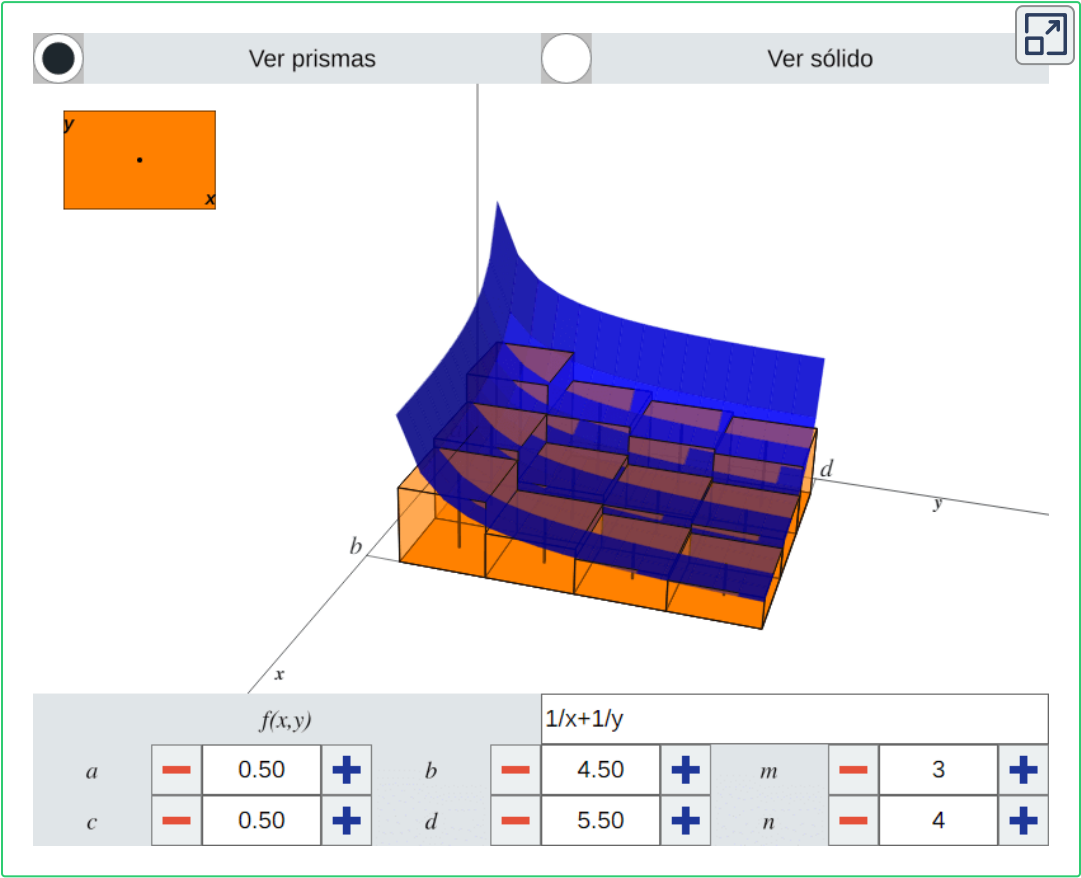 Ver prismas Ver sólido
y
x
d
y
b
x
f(x,y) 1/x+1/y
a 0.50 b 4.50 m 3
c 0.50 d 5.50 n 4